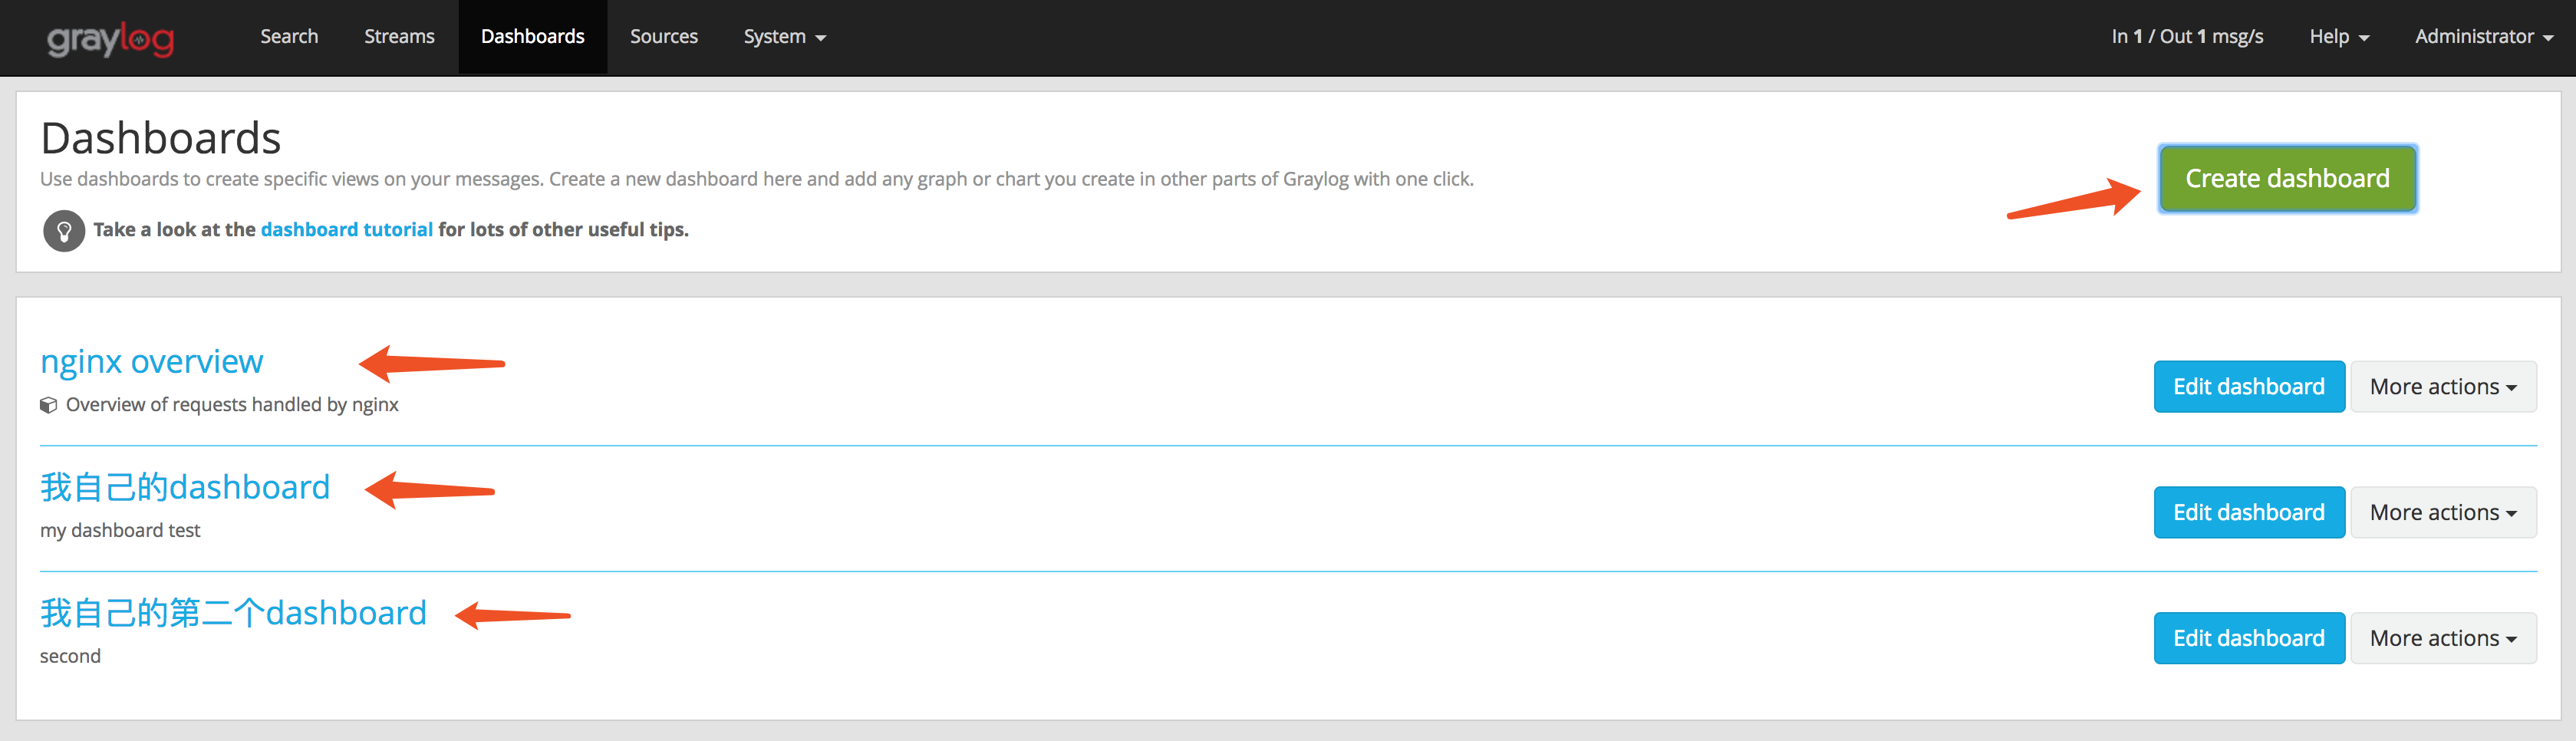 graylog Search Streams Dashboards Sources System In 1 / Out 1 msg/s Help Administrator
Dashboards
Use dashboards to create specific views on your messages. Create a new dashboard here and add any graph or chart you create in other parts of Graylog with one click.
Create dashboard
Take a look at the dashboard tutorial for lots of other useful tips.
nginx overview
Overview of requests handled by nginx
Edit dashboard More actions
我自己的dashboard
my dashboard test
Edit dashboard More actions
我自己的第二个dashboard
second
Edit dashboard More actions